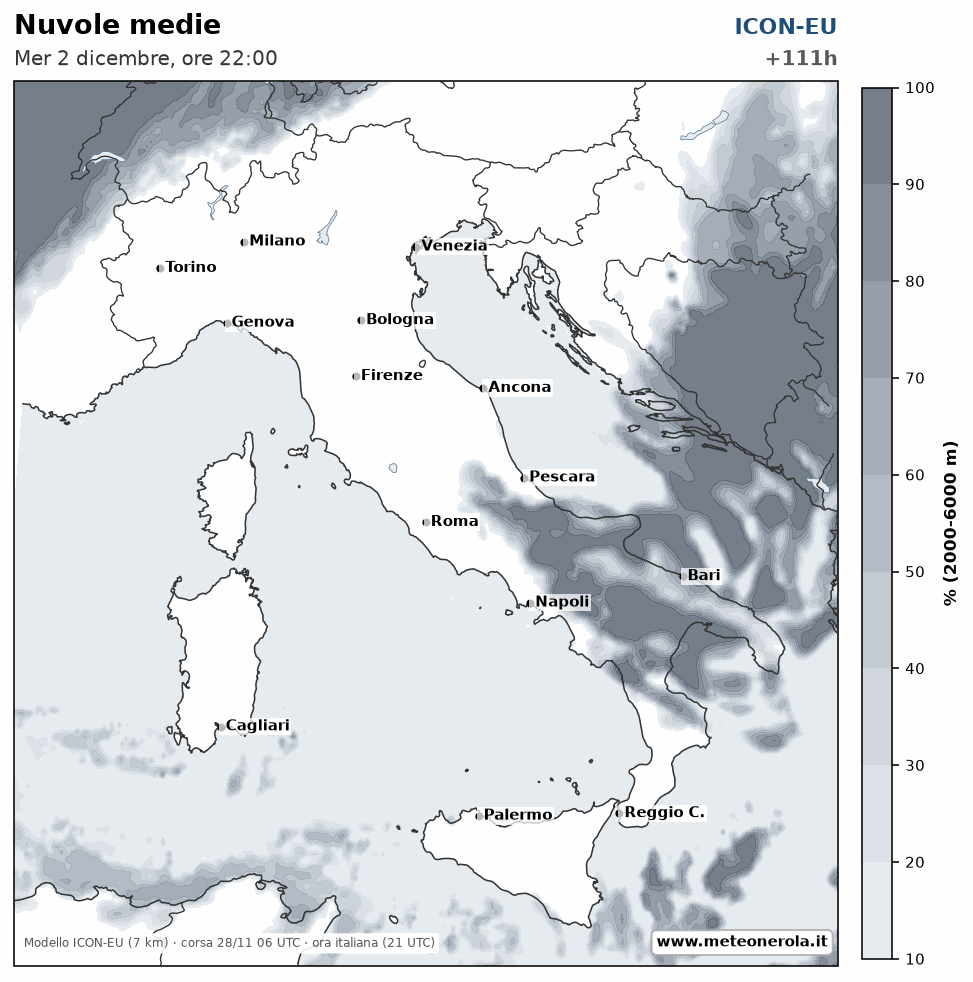 Nuvole medie
ICON-EU
Mer 2 dicembre, ore 22:00
+111h
Milano
Venezia
Torino
Genova
Bologna
Firenze
Ancona
Pescara
Roma
Bari
Napoli
Cagliari
Palermo
Reggio C.
Modello ICON-EU (7 km) · corsa 28/11 06 UTC · ora italiana (21 UTC)
www.meteonerola.it
100
90
80
70
60
50
40
30
20
10
% (2000-6000 m)